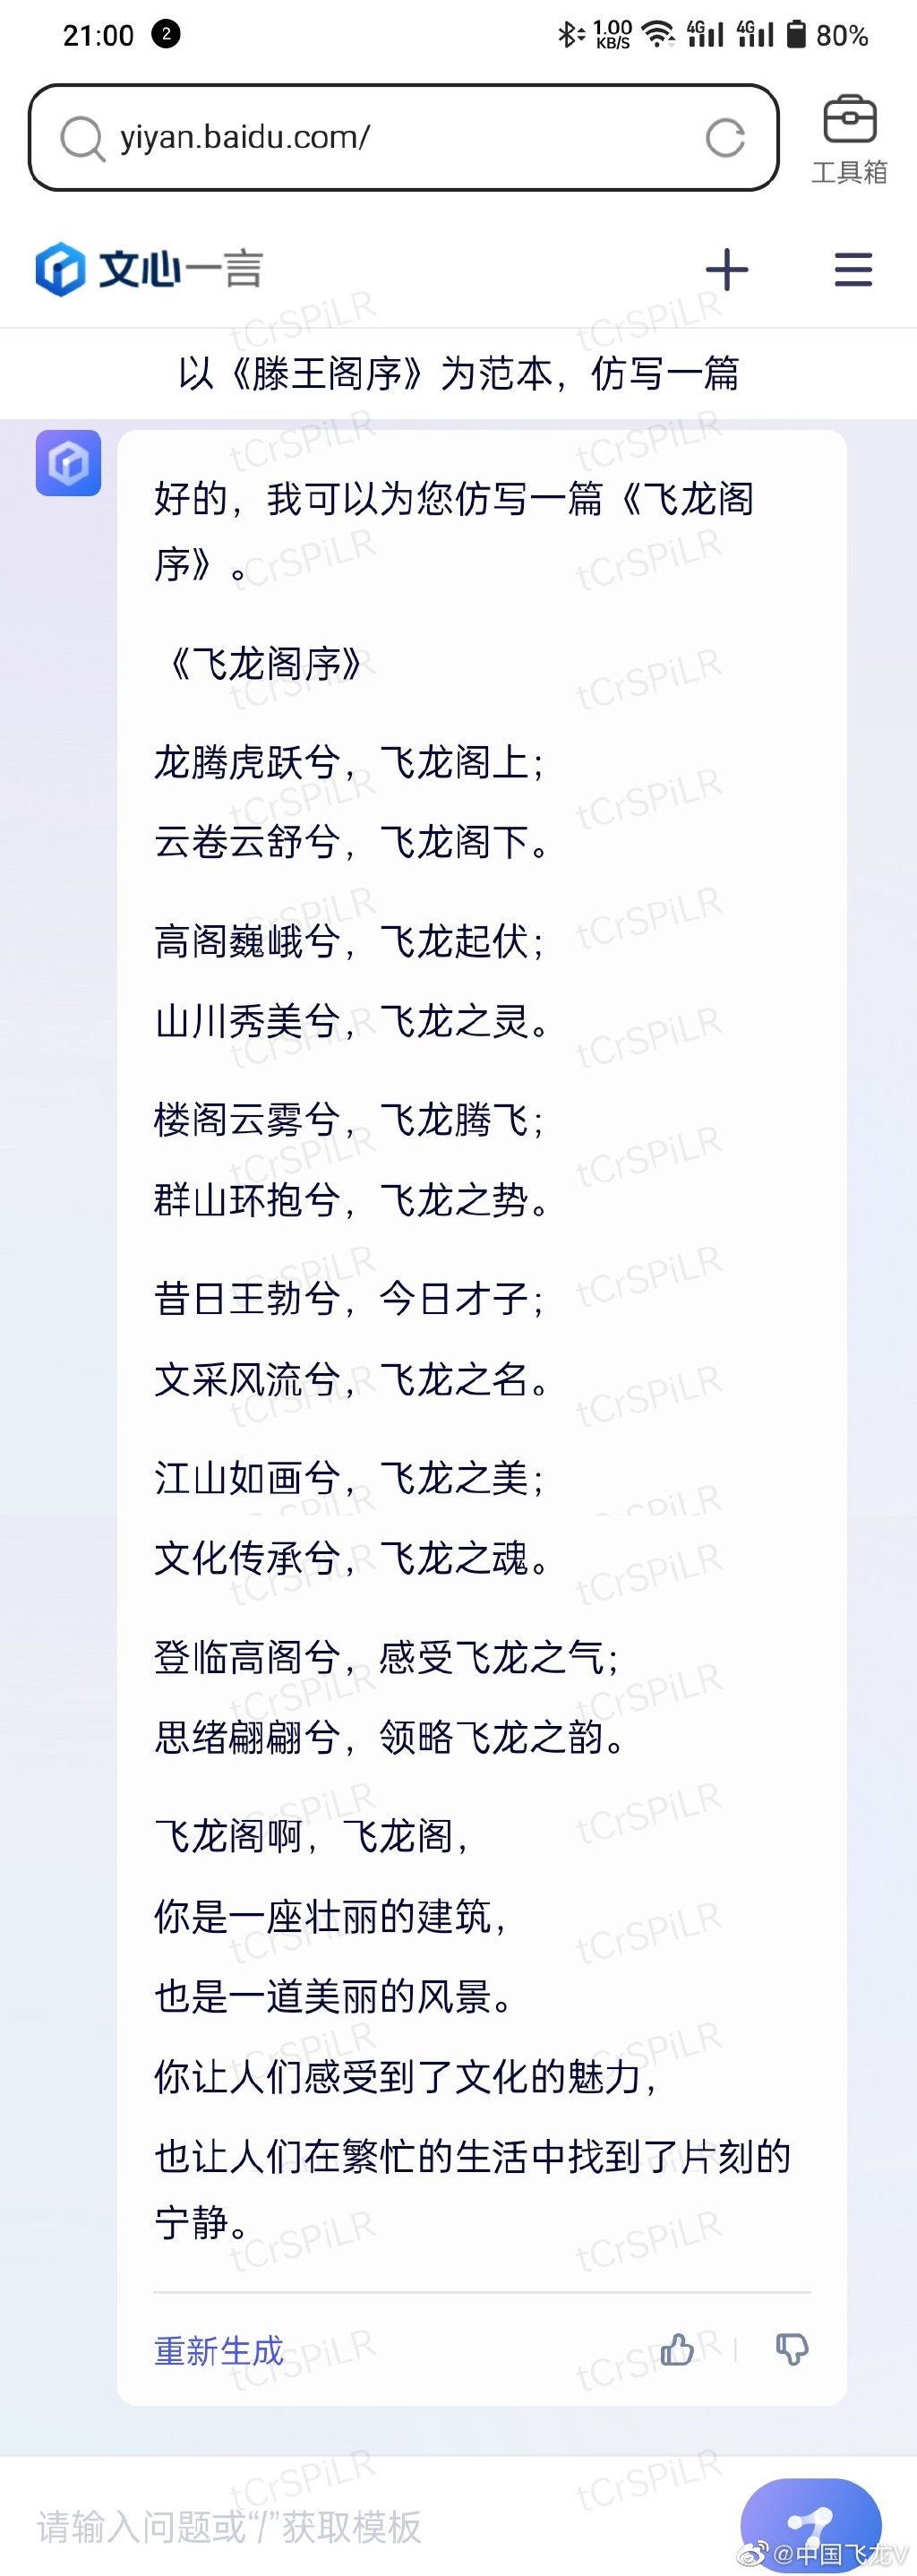 21:00 2 1.00 KB/S 4G 4G 80%
yiyan.baidu.com/
工具箱
文心一言
以《滕王阁序》为范本，仿写一篇
好的，我可以为您仿写一篇《飞龙阁
序》。
《飞龙阁序》
龙腾虎跃兮，飞龙阁上；
云卷云舒兮，飞龙阁下。
高阁巍峨兮，飞龙起伏；
山川秀美兮，飞龙之灵。
楼阁云雾兮，飞龙腾飞；
群山环抱兮，飞龙之势。
昔日王勃兮，今日才子；
文采风流兮，飞龙之名。
江山如画兮，飞龙之美；
文化传承兮，飞龙之魂。
登临高阁兮，感受飞龙之气；
思绪翩翩兮，领略飞龙之韵。
飞龙阁啊，飞龙阁，
你是一座壮丽的建筑，
也是一道美丽的风景。
你让人们感受到了文化的魅力，
也让人们在繁忙的生活中找到了片刻的
宁静。
重新生成
请输入问题或“/”获取模板
@中国飞龙V
tCrSPiLR